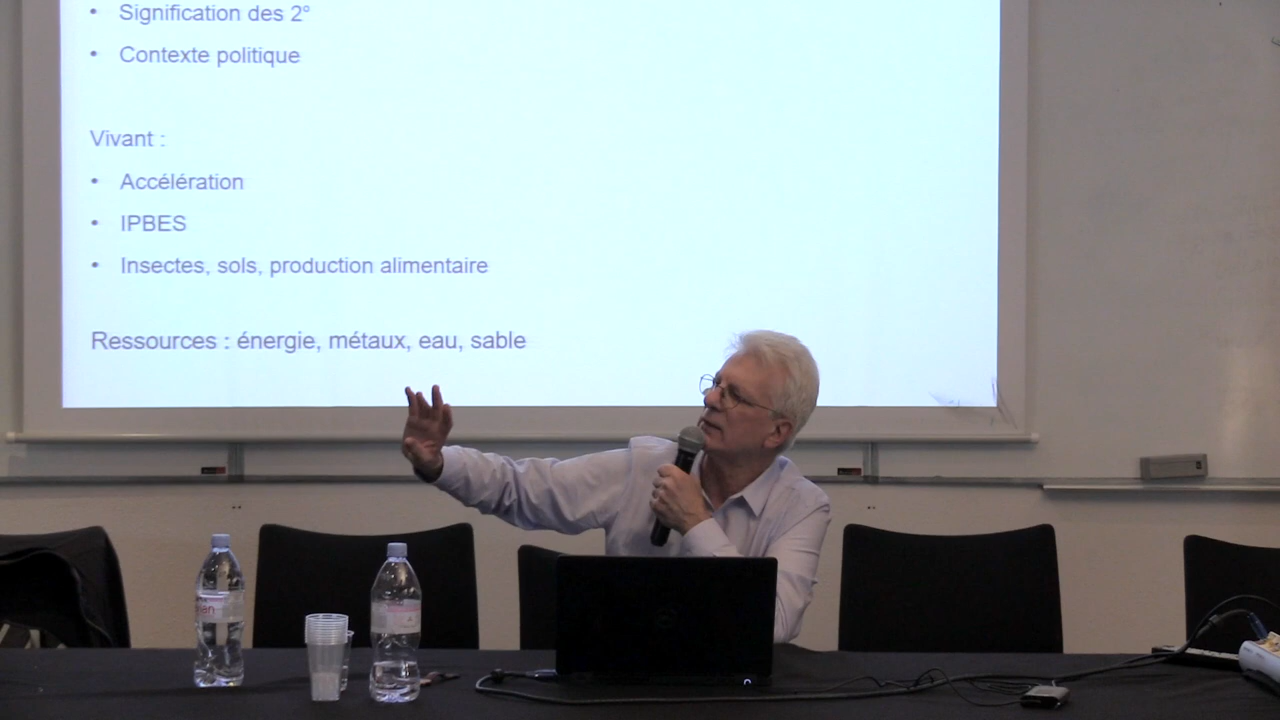 • Signification des 2°
• Contexte politique
Vivant :
• Accélération
• IPBES
• Insectes, sols, production alimentaire
Ressources : énergie, métaux, eau, sable